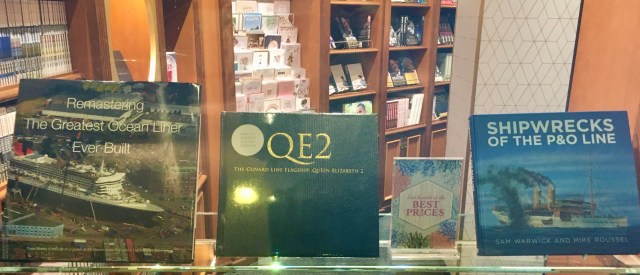 Remastering
The Greatest Ocean Liner
Ever Built
QE2
THE CUNARD LINE FLAGSHIP QUEEN ELIZABETH 2
BEST
PRICES
SHIPWRECKS
OF THE P&O LINE
SAM WARWICK AND MIKE ROUSSEL